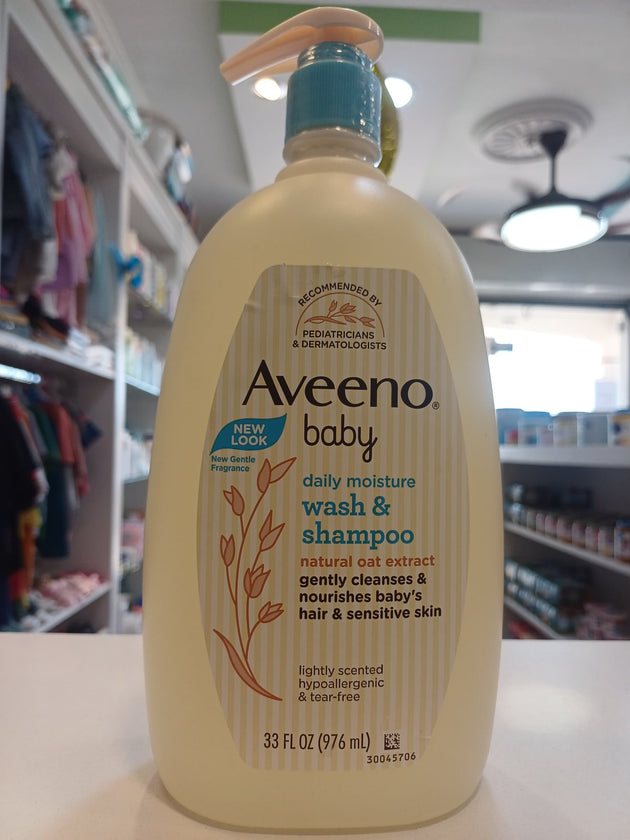 RECOMMENDED BY
PEDIATRICIANS
& DERMATOLOGISTS
Aveeno®
baby
NEW
LOOK
New Gentle
Fragrance
daily moisture
wash &
shampoo
natural oat extract
gently cleanses &
nourishes baby's
hair & sensitive skin
lightly scented
hypoallergenic
& tear-free
33 FL OZ (976 mL)
30045706